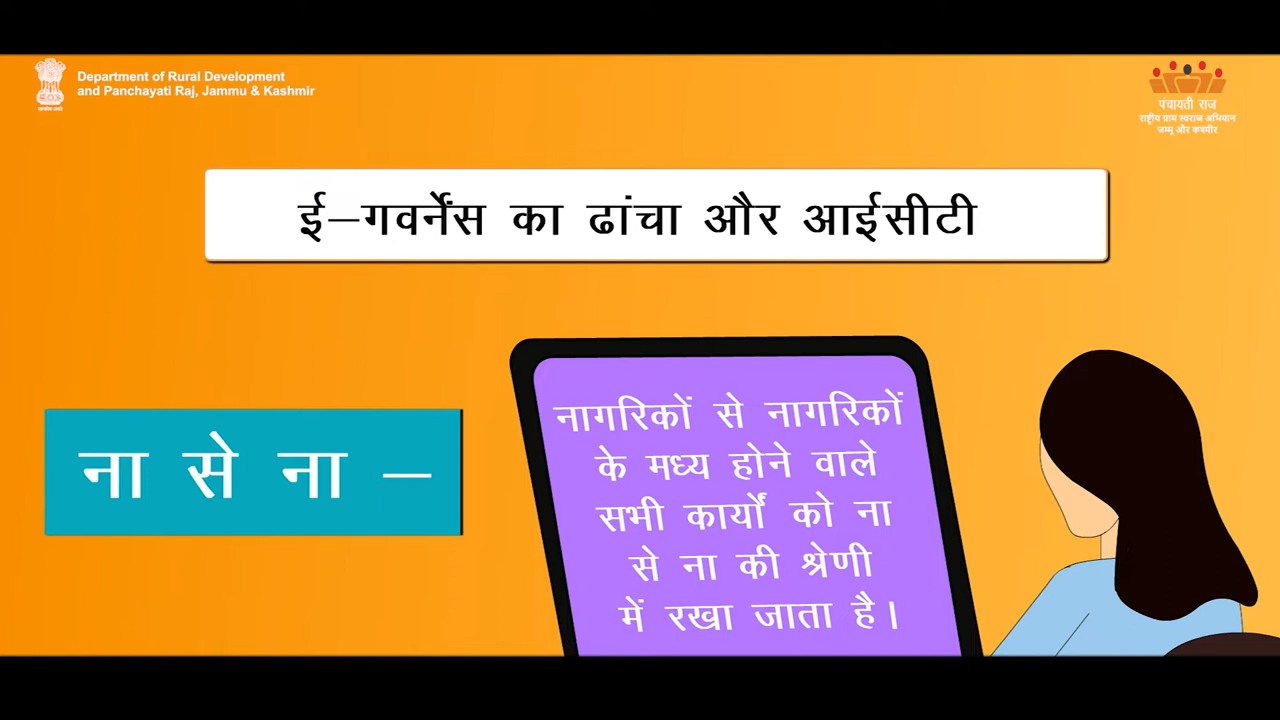 Department of Rural Development
and Panchayati Raj, Jammu & Kashmir
पंचायती राज
राष्ट्रीय ग्राम स्वराज अभियान
जम्मू और कश्मीर
ई–गवर्नेंस का ढांचा और आईसीटी
ना से ना –
नागरिकों से नागरिकों
के मध्य होने वाले
सभी कार्यों को ना
से ना की श्रेणी
में रखा जाता है।